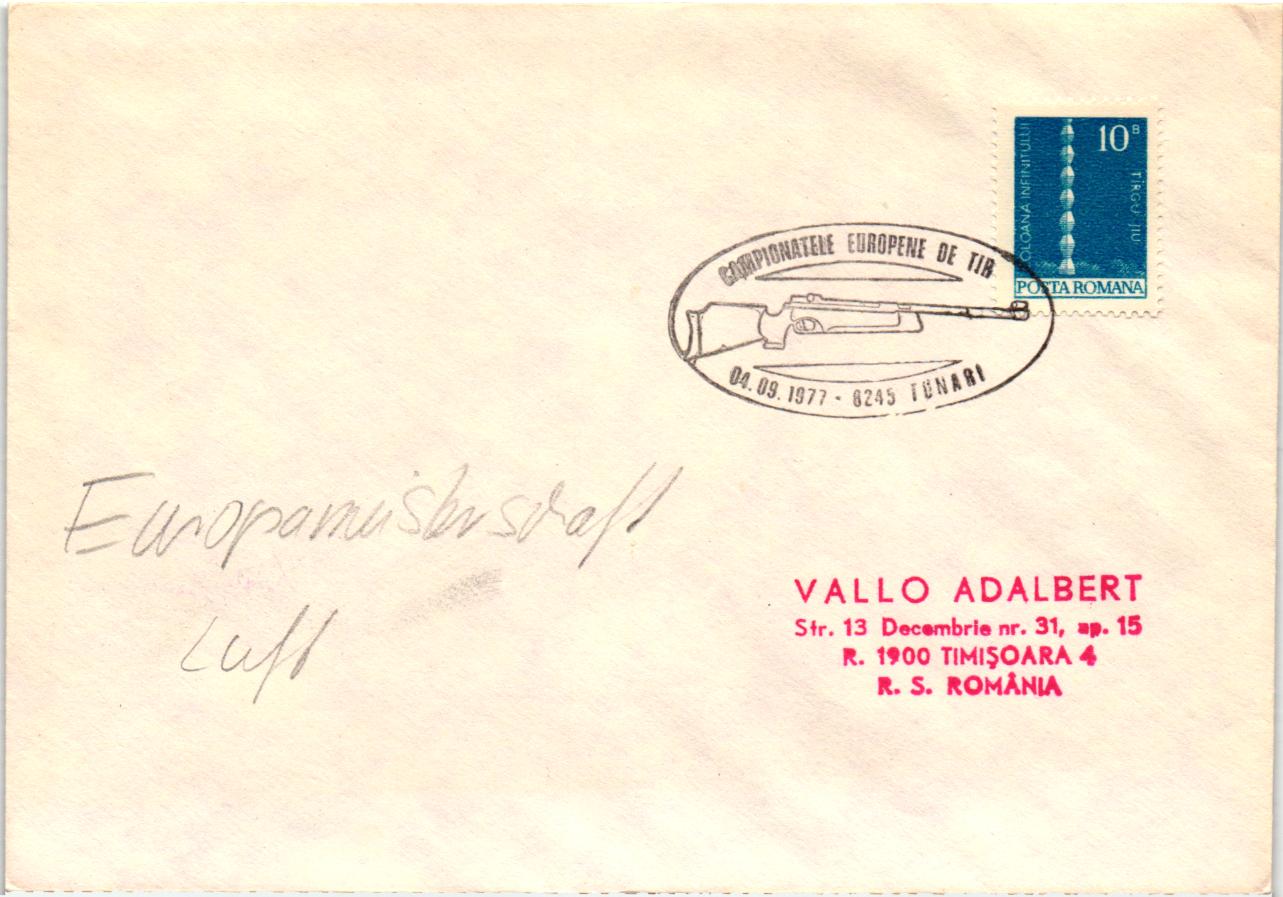 COLOANA INFINITULUI
10 B
TÎRGU-JIU
POSTA ROMANA
CAMPIONATELE EUROPENE DE TIR
04.09.1977 - 8245 TUNARI
Europameisterschaft
Luft
VALLO ADALBERT
Str. 13 Decembrie nr. 31, ap. 15
R. 1900 TIMIŞOARA 4
R. S. ROMÂNIA